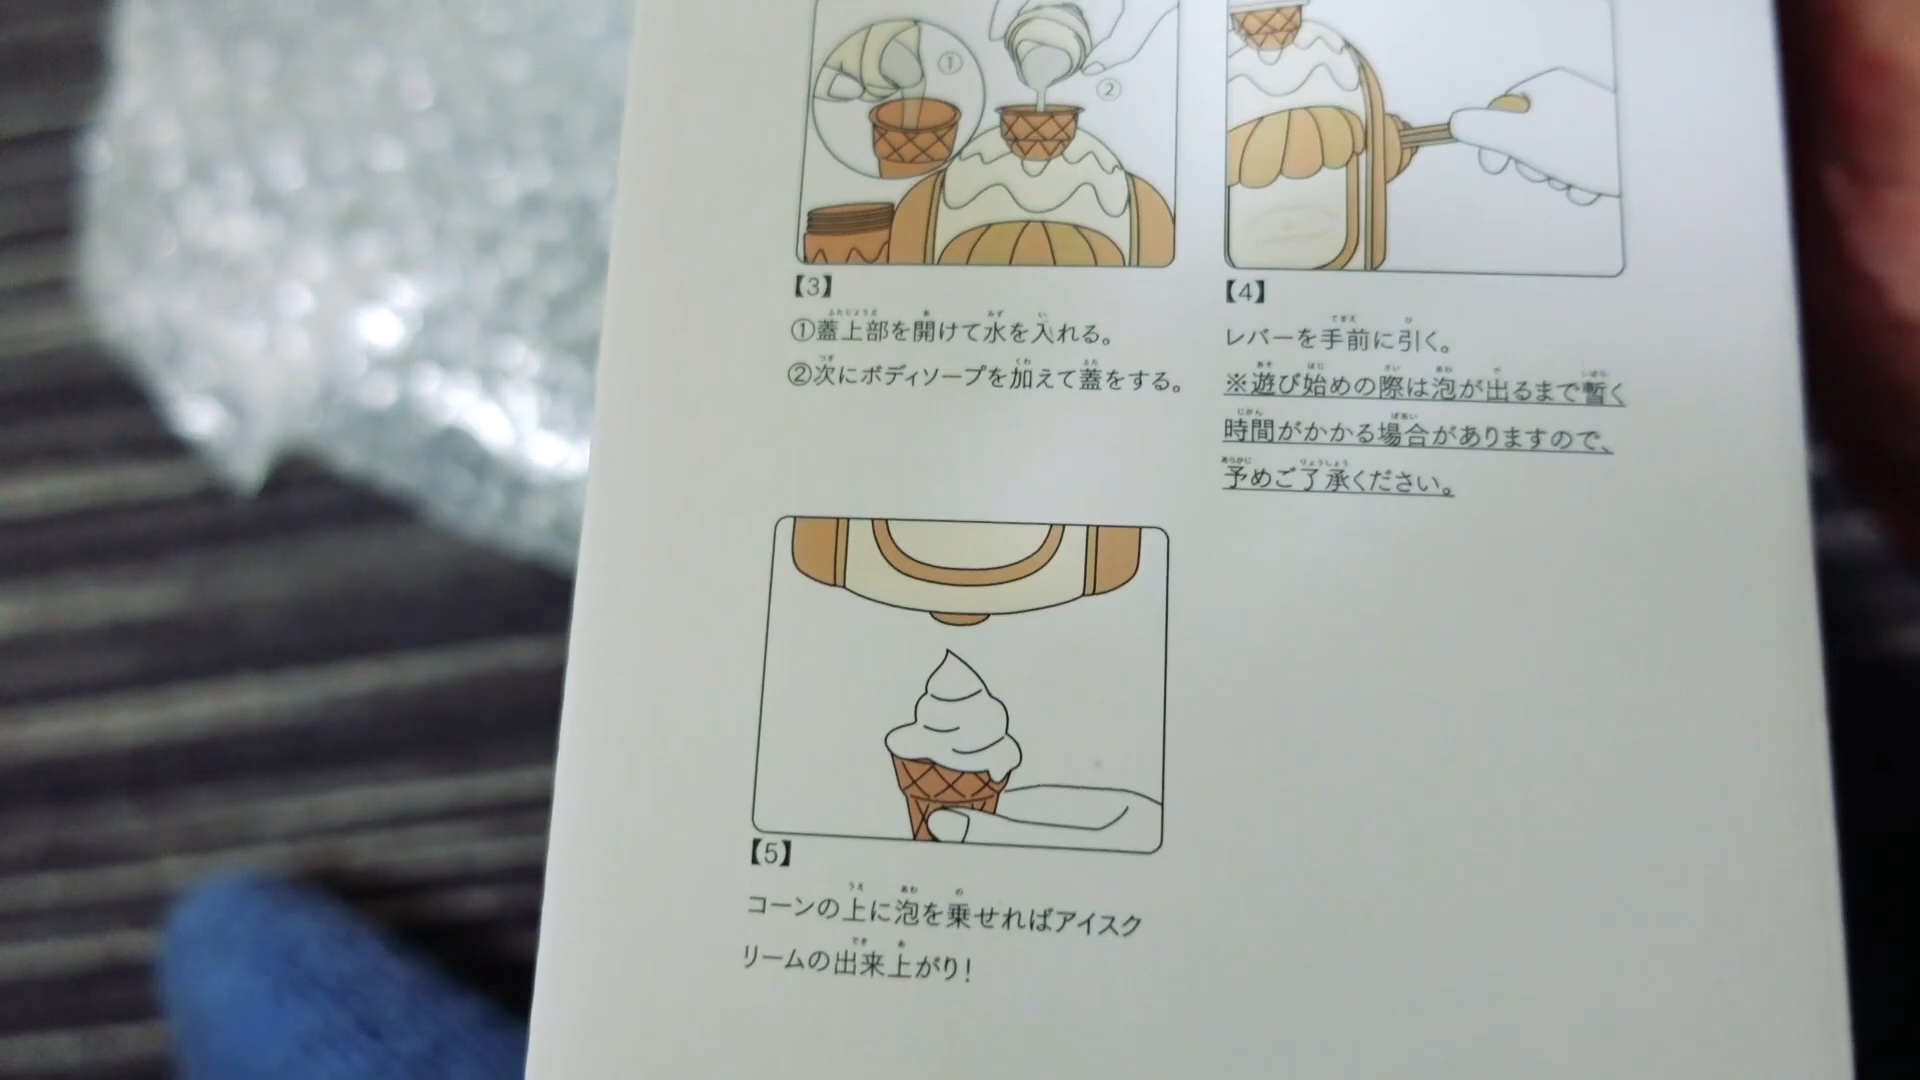 ①
②
【3】
①蓋上部を開けて水を入れる。
②次にボディソープを加えて蓋をする。
【4】
レバーを手前に引く。
※遊び始めの際は泡が出るまで暫く
時間がかかる場合がありますので、
予めご了承ください。
【5】
コーンの上に泡を乗せればアイスク
リームの出来上がり!